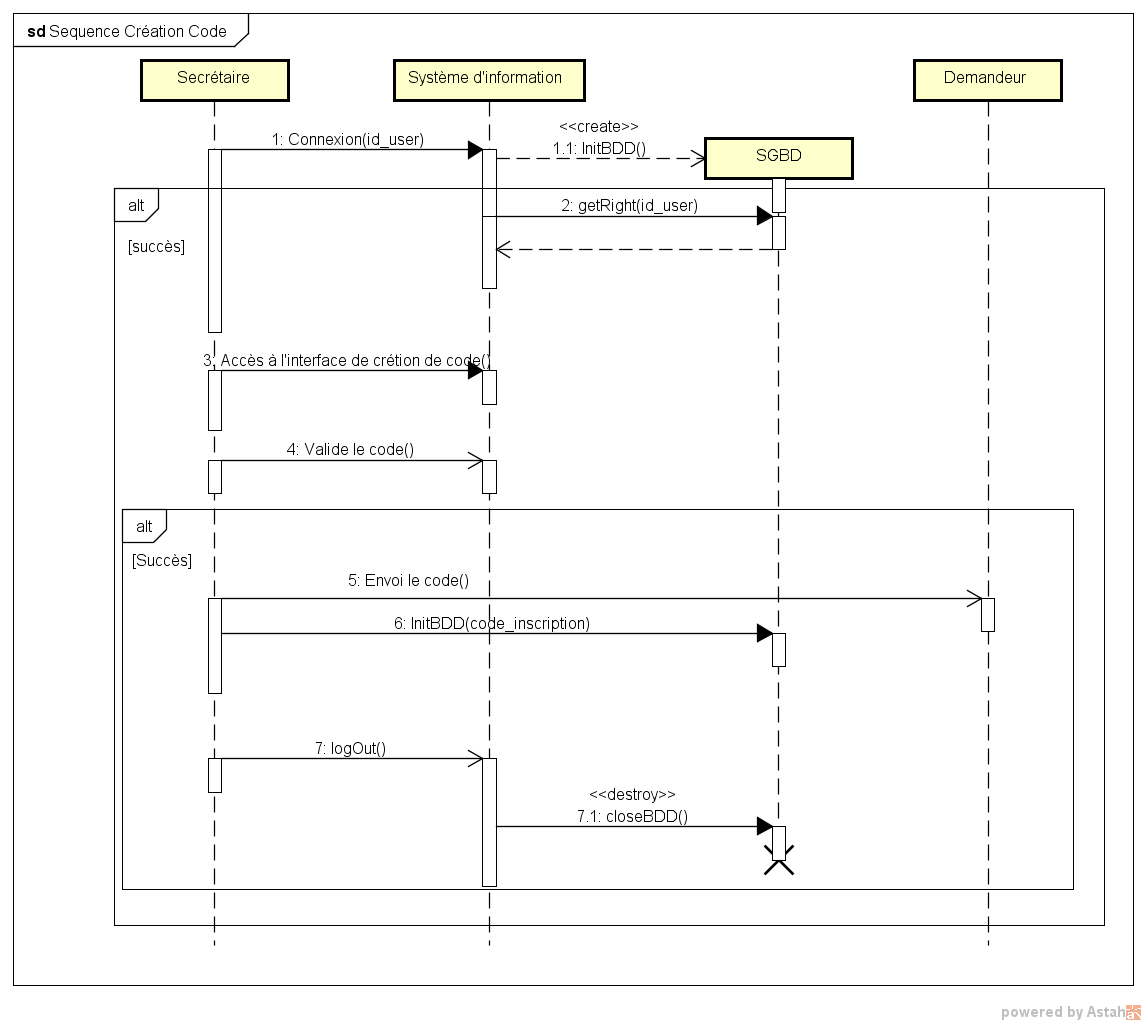 sd Sequence Création Code
Secrétaire
Système d'information
Demandeur
1: Connexion(id_user)
<<create>>
1.1: InitBDD()
SGBD
alt
2: getRight(id_user)
[succès]
3: Accès à l'interface de crétion de code()
4: Valide le code()
alt
[Succès]
5: Envoi le code()
6: InitBDD(code_inscription)
7: logOut()
<<destroy>>
7.1: closeBDD()
powered by Astah